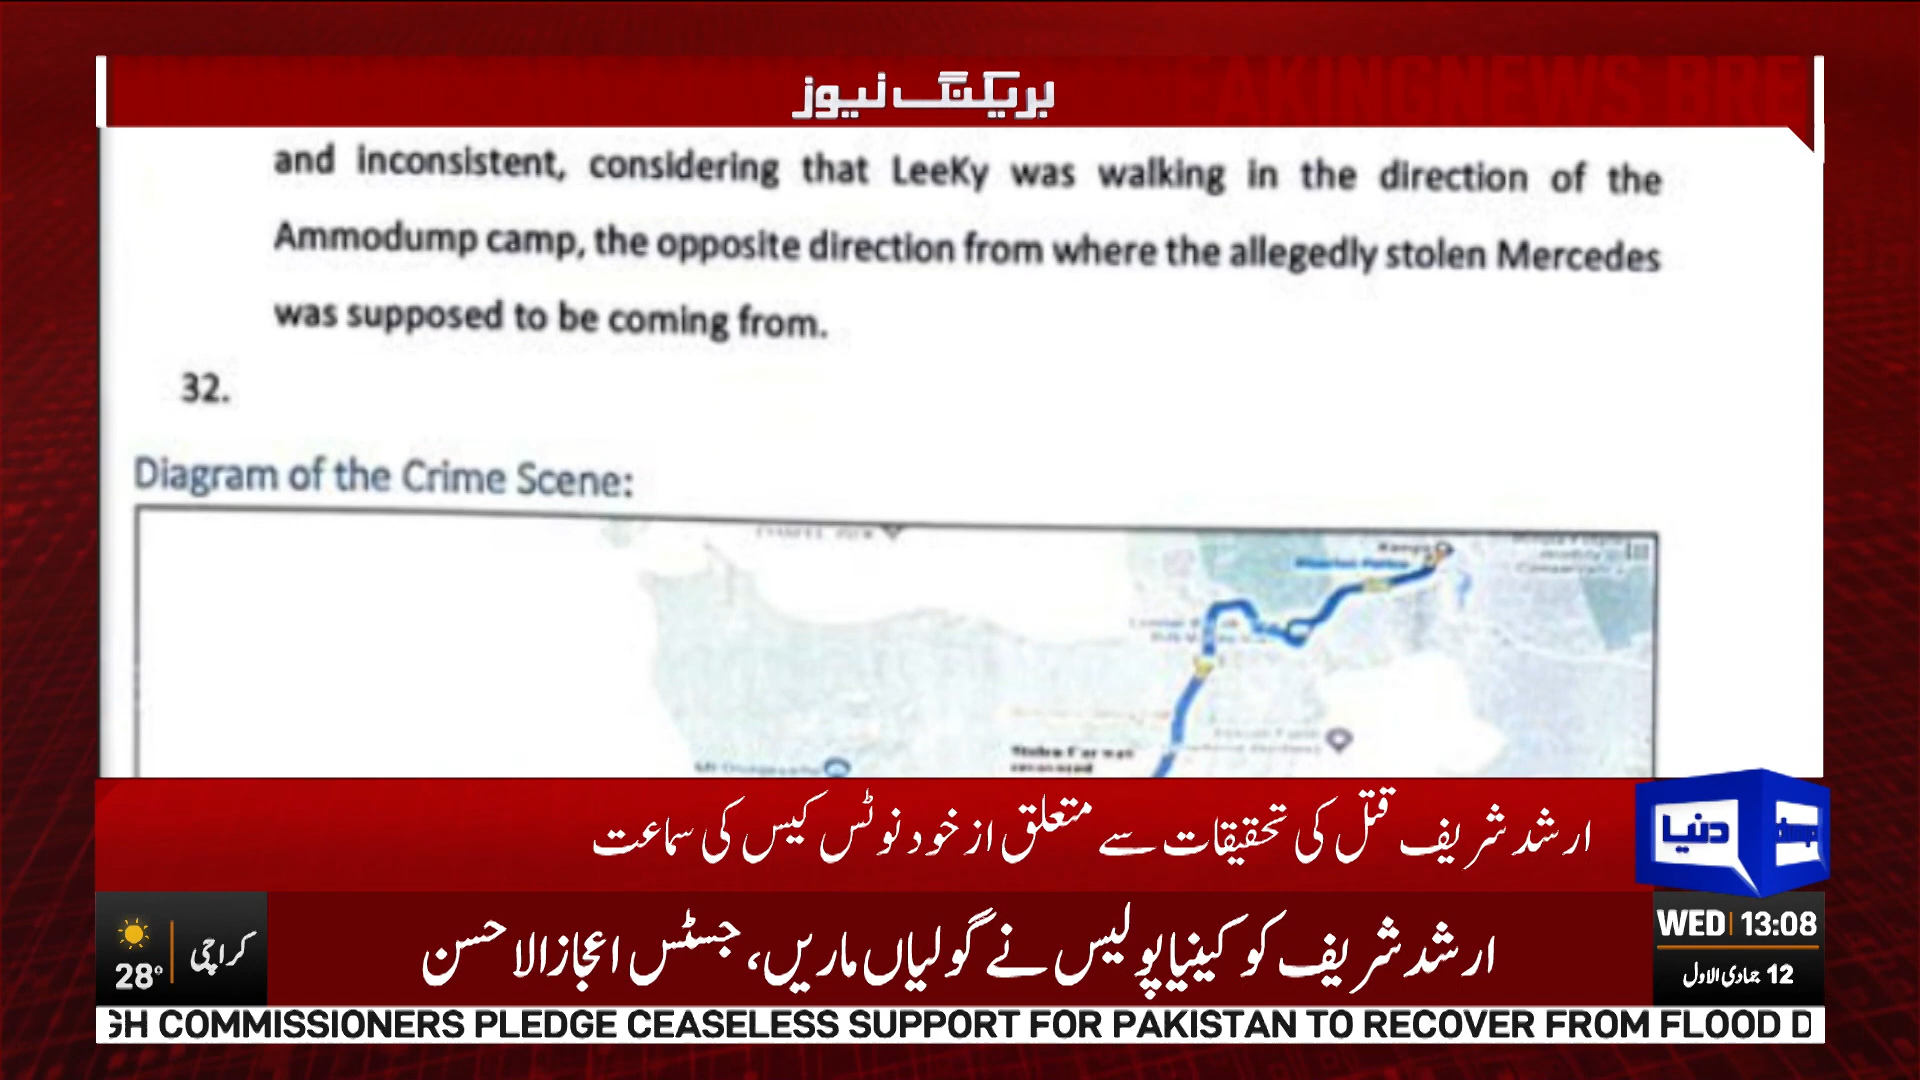 بریکنگ نیوز
and inconsistent, considering that LeeKy was walking in the direction of the
Ammodump camp, the opposite direction from where the allegedly stolen Mercedes
was supposed to be coming from.
32.
Diagram of the Crime Scene:
ارشد شریف قتل کی تحقیقات سے متعلق از خود نوٹس کیس کی سماعت
دنیا
ارشد شریف کو کینیا پولیس نے گولیاں ماریں، جسٹس اعجاز الاحسن
کراچی
28°
WED 13:08
12 جمادی الاول
GH COMMISSIONERS PLEDGE CEASELESS SUPPORT FOR PAKISTAN TO RECOVER FROM FLOOD D